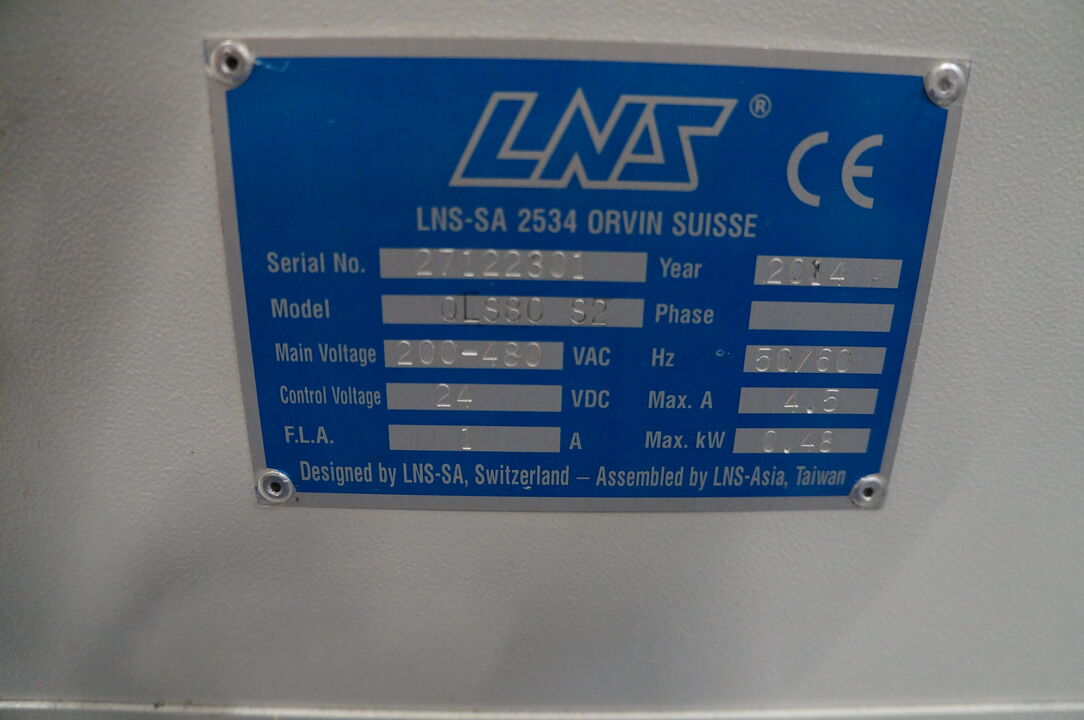 LNS®
CE
LNS-SA 2534 ORVIN SUISSE
Serial No. 27122301 Year 2014
Model QLS80 S2 Phase
Main Voltage 200-480 VAC Hz 50/60
Control Voltage 24 VDC Max. A 4.5
F.L.A. 1 A Max. kW 0.48
Designed by LNS-SA, Switzerland – Assembled by LNS-Asia, Taiwan